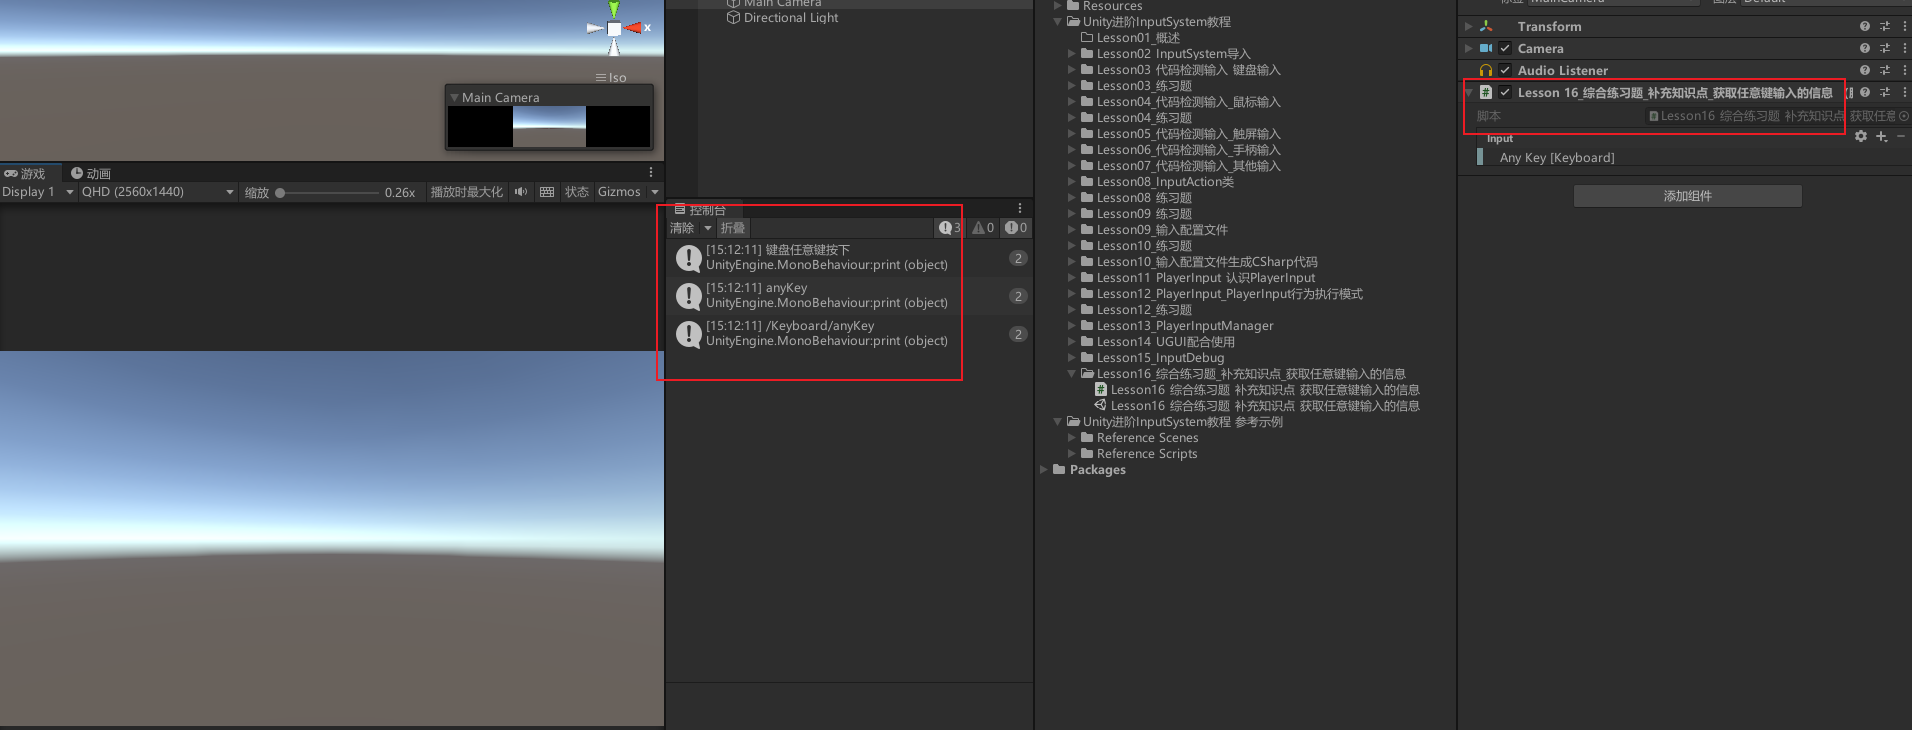 x
Iso
Main Camera
游戏
动画
Display 1
QHD (2560x1440)
缩放
0.26x
播放时最大化
状态
Gizmos
Main Camera
Directional Light
控制台
清除
折叠
3
0
0
[15:12:11] 键盘任意键按下
UnityEngine.MonoBehaviour:print (object)
2
[15:12:11] anyKey
UnityEngine.MonoBehaviour:print (object)
2
[15:12:11] /Keyboard/anyKey
UnityEngine.MonoBehaviour:print (object)
2
Resources
Unity进阶InputSystem教程
Lesson01_概述
Lesson02 InputSystem导入
Lesson03 代码检测输入 键盘输入
Lesson03_练习题
Lesson04_代码检测输入_鼠标输入
Lesson04_练习题
Lesson05_代码检测输入_触屏输入
Lesson06_代码检测输入_手柄输入
Lesson07_代码检测输入_其他输入
Lesson08_InputAction类
Lesson08 练习题
Lesson09 练习题
Lesson09_输入配置文件
Lesson10_练习题
Lesson10_输入配置文件生成CSharp代码
Lesson11 PlayerInput 认识PlayerInput
Lesson12_PlayerInput_PlayerInput行为执行模式
Lesson12_练习题
Lesson13_PlayerInputManager
Lesson14 UGUI配合使用
Lesson15_InputDebug
Lesson16_综合练习题_补充知识点_获取任意键输入的信息
Lesson16 综合练习题 补充知识点 获取任意键输入的信息
Lesson16 综合练习题 补充知识点 获取任意键输入的信息
Unity进阶InputSystem教程 参考示例
Reference Scenes
Reference Scripts
Packages
标签
MainCamera
图层
Default
Transform
Camera
Audio Listener
Lesson 16_综合练习题_补充知识点_获取任意键输入的信息
脚本
Lesson16 综合练习题 补充知识点 获取任意
Input
Any Key [Keyboard]
添加组件